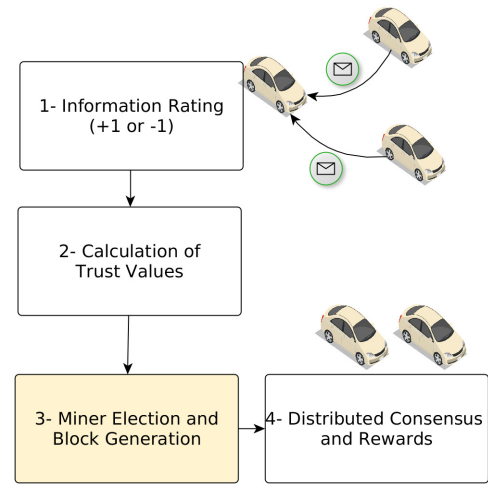 1- Information Rating
(+1 or -1)
2- Calculation of
Trust Values
3- Miner Election and
Block Generation
4- Distributed Consensus
and Rewards